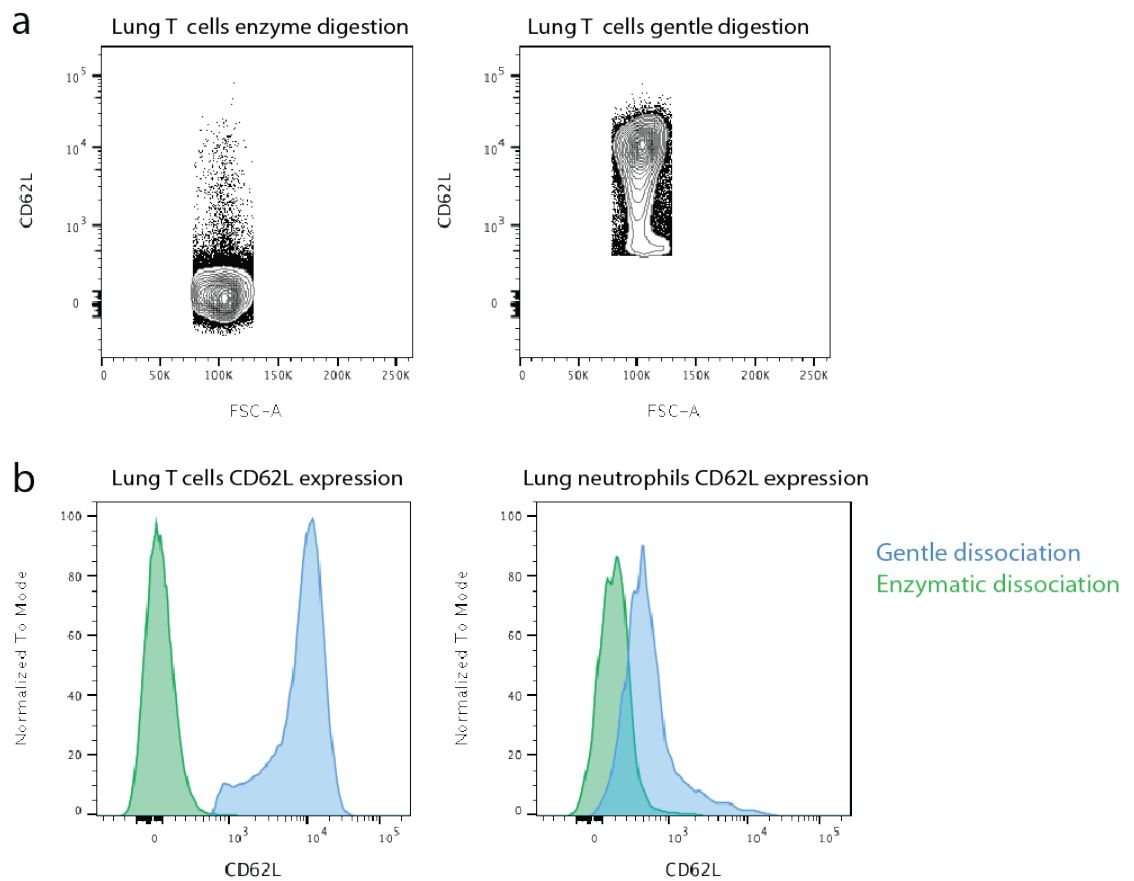 a
Lung T cells enzyme digestion
Lung T cells gentle digestion
CD62L
10^5
10^4
10^3
0
0 50K 100K 150K 200K 250K
FSC-A
CD62L
10^5
10^4
10^3
0
0 50K 100K 150K 200K 250K
FSC-A
b
Lung T cells CD62L expression
Lung neutrophils CD62L expression
Normalized To Mode
100
80
60
40
20
0
0 10^3 10^4 10^5
CD62L
Normalized To Mode
100
80
60
40
20
0
0 10^3 10^4 10^5
CD62L
Gentle dissociation
Enzymatic dissociation